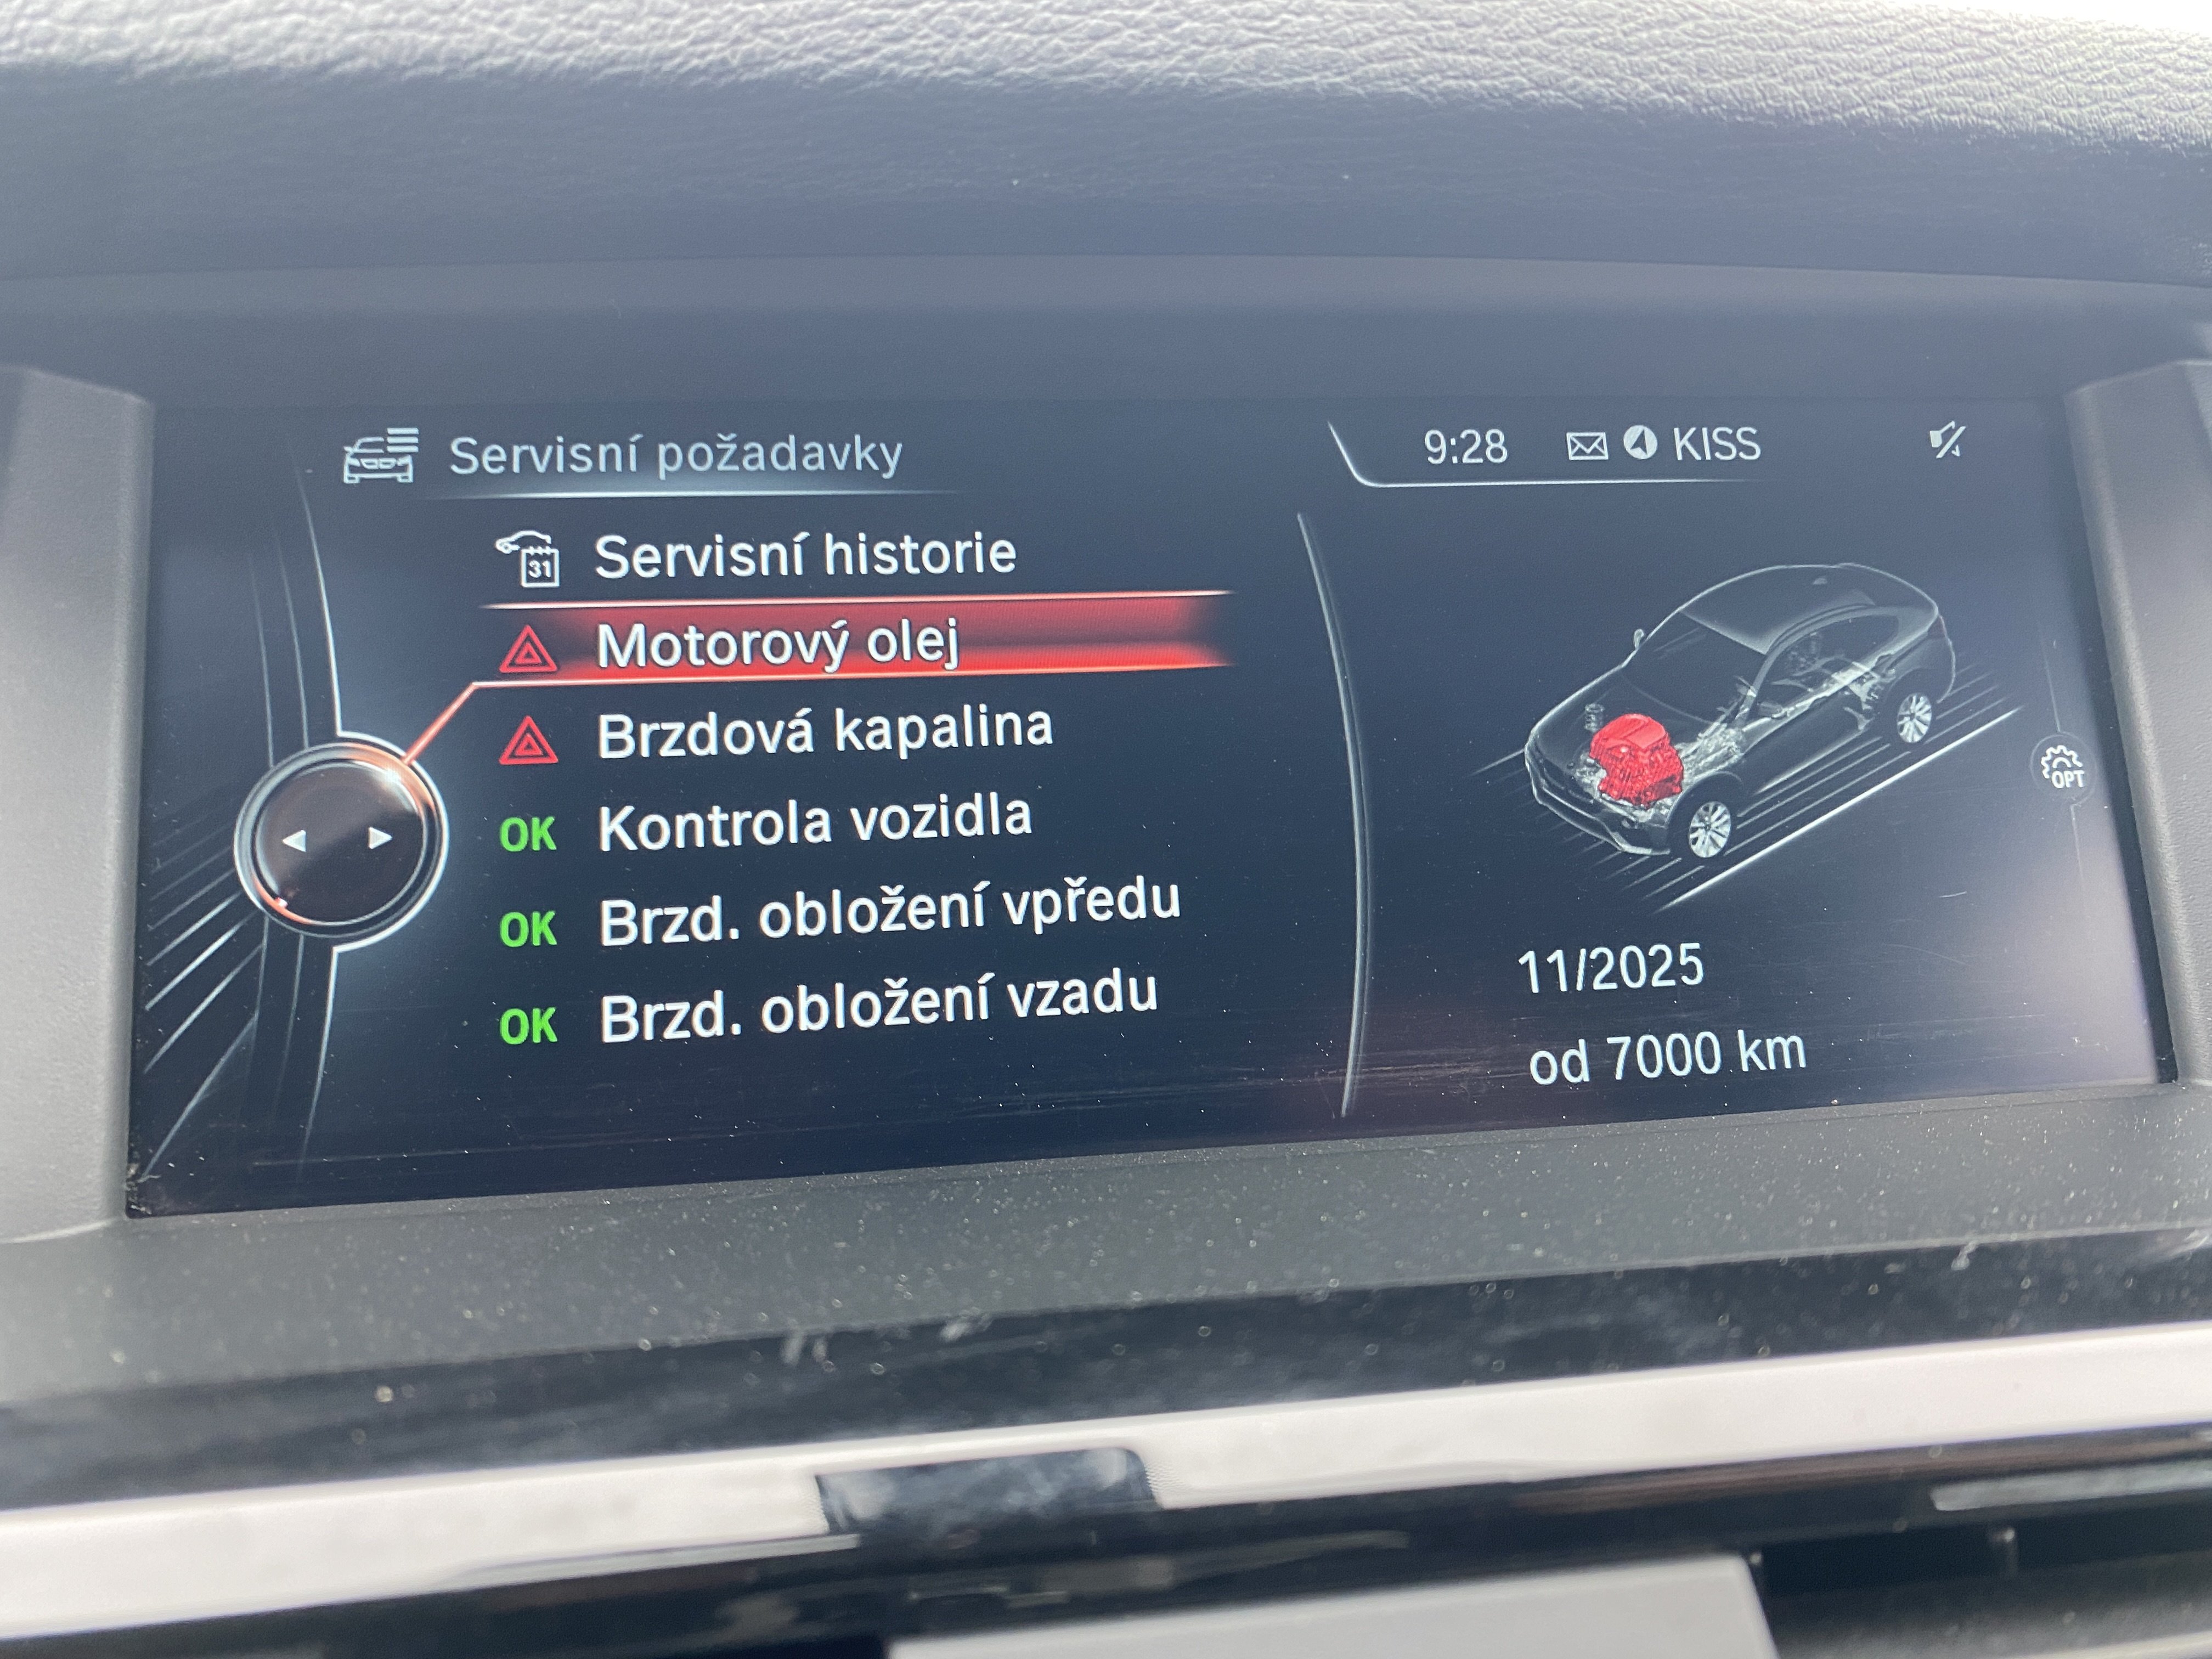 Servisní požadavky
9:28 KISS
31 Servisní historie
Motorový olej
Brzdová kapalina
OK Kontrola vozidla
OK Brzd. obložení vpředu
OK Brzd. obložení vzadu
OPT
11/2025
od 7000 km